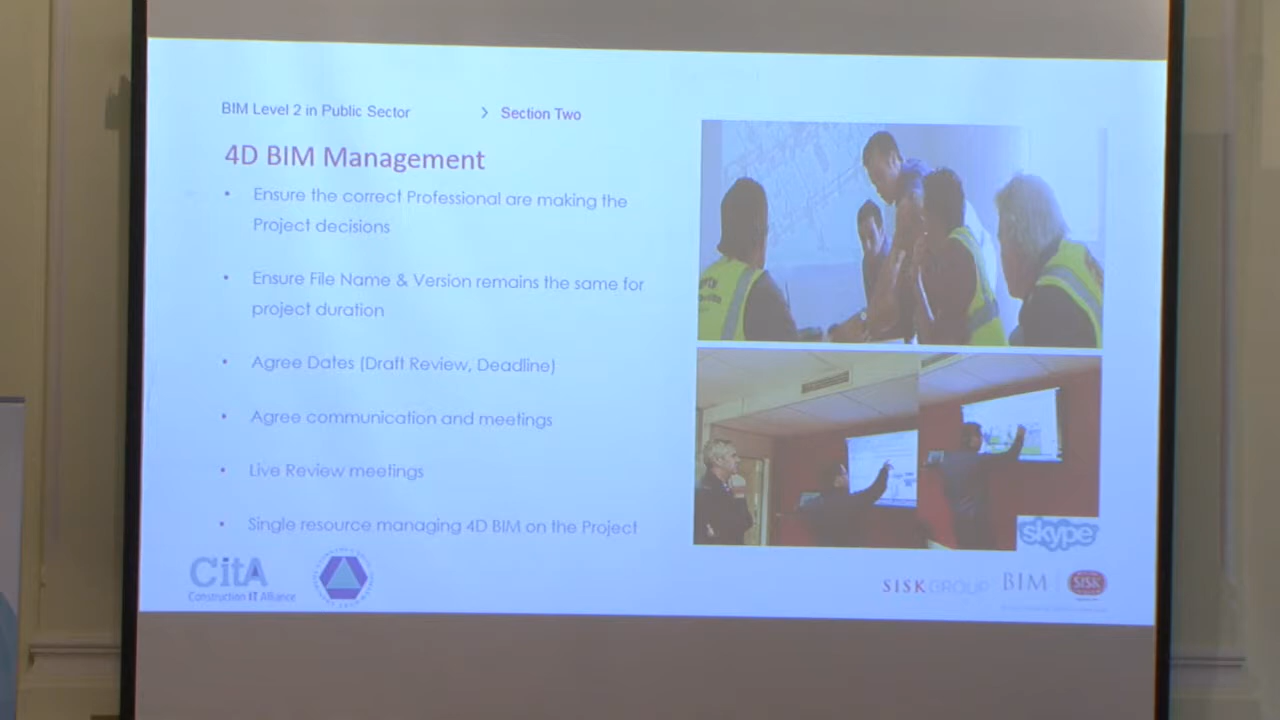 BIM Level 2 in Public Sector > Section Two
4D BIM Management
• Ensure the correct Professional are making the
Project decisions
• Ensure File Name & Version remains the same for
project duration
• Agree Dates (Draft Review, Deadline)
• Agree communication and meetings
• Live Review meetings
• Single resource managing 4D BIM on the Project
skype
CitA
Construction IT Alliance
SISK GROUP
BIM
SISK